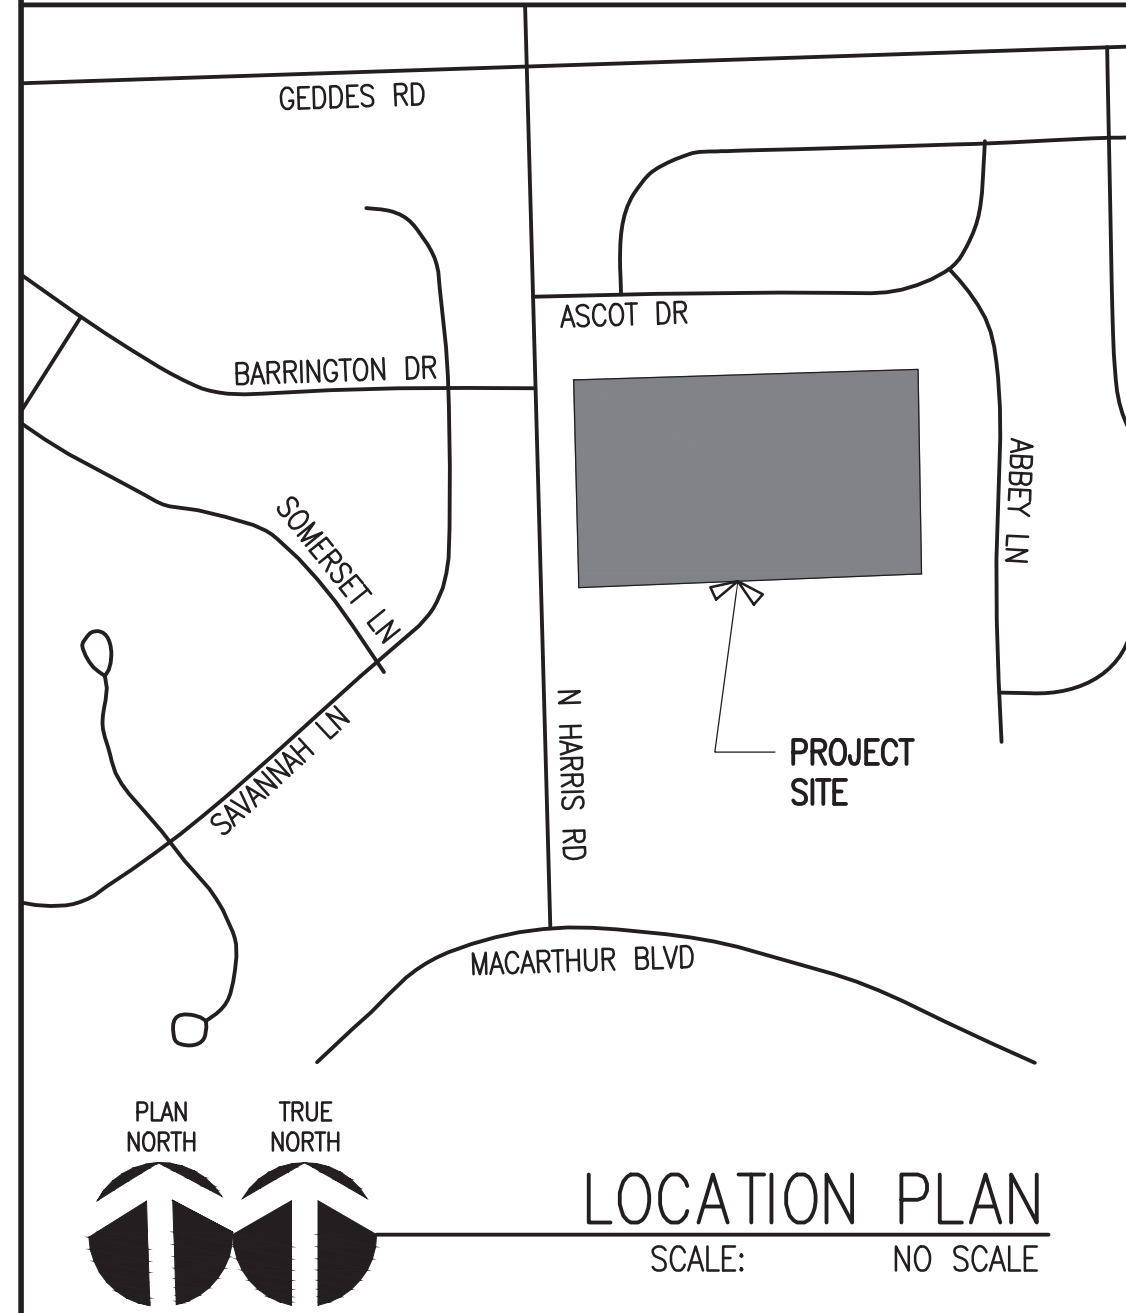 GEDDES RD
ASCOT DR
BARRINGTON DR
ABBEY LN
SOMERSET LN
N HARRIS RD
SAVANNAH LN
PROJECT
SITE
MACARTHUR BLVD
PLAN
NORTH
TRUE
NORTH
LOCATION PLAN
SCALE: NO SCALE